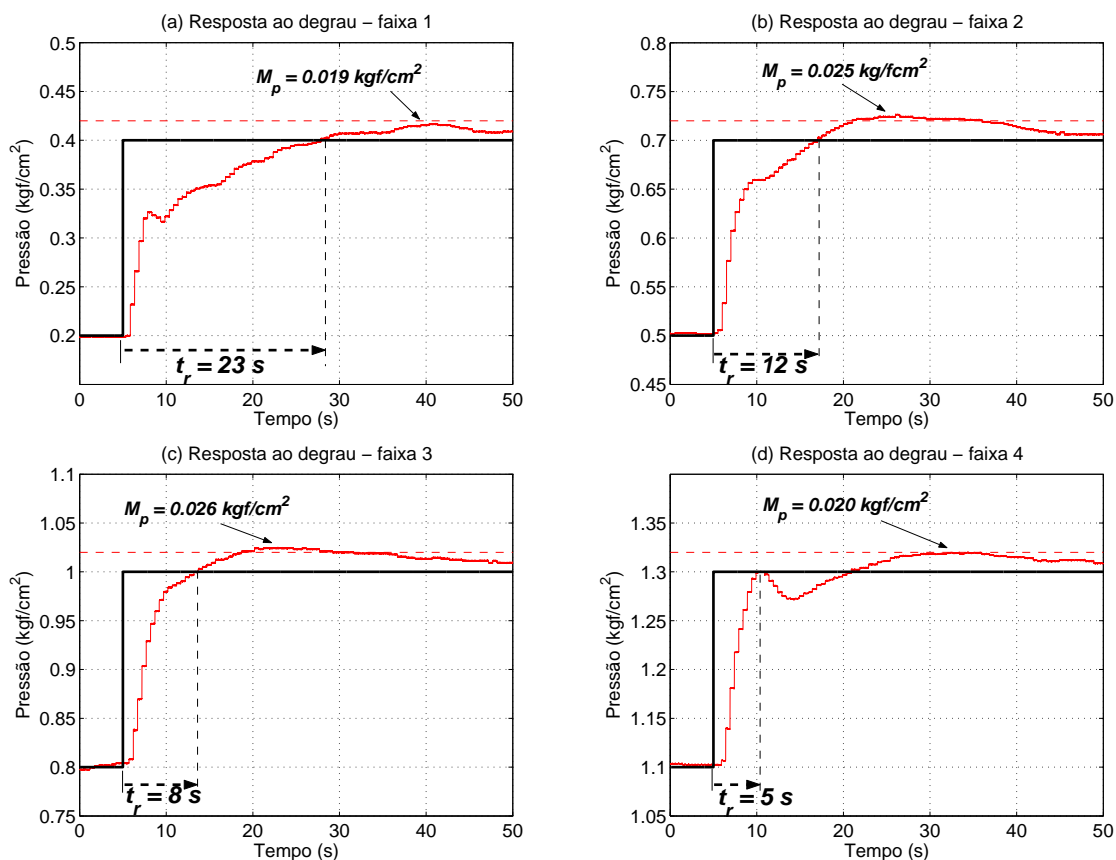 (a) Resposta ao degrau − faixa 1
0.5
0.45
0.4
0.35
0.3
0.25
0.2
Pressão (kgf/cm²)
M_p = 0.019 kgf/cm²
t_r = 23 s
0 10 20 30 40 50
Tempo (s)
(b) Resposta ao degrau − faixa 2
0.8
0.75
0.7
0.65
0.6
0.55
0.5
0.45
Pressão (kgf/cm²)
M_p = 0.025 kg/fcm²
t_r = 12 s
0 10 20 30 40 50
Tempo (s)
(c) Resposta ao degrau − faixa 3
1.1
1.05
1
0.95
0.9
0.85
0.8
0.75
Pressão (kgf/cm²)
M_p = 0.026 kgf/cm²
t_r = 8 s
0 10 20 30 40 50
Tempo (s)
(d) Resposta ao degrau − faixa 4
1.35
1.3
1.25
1.2
1.15
1.1
1.05
Pressão (kgf/cm²)
M_p = 0.020 kgf/cm²
t_r = 5 s
0 10 20 30 40 50
Tempo (s)